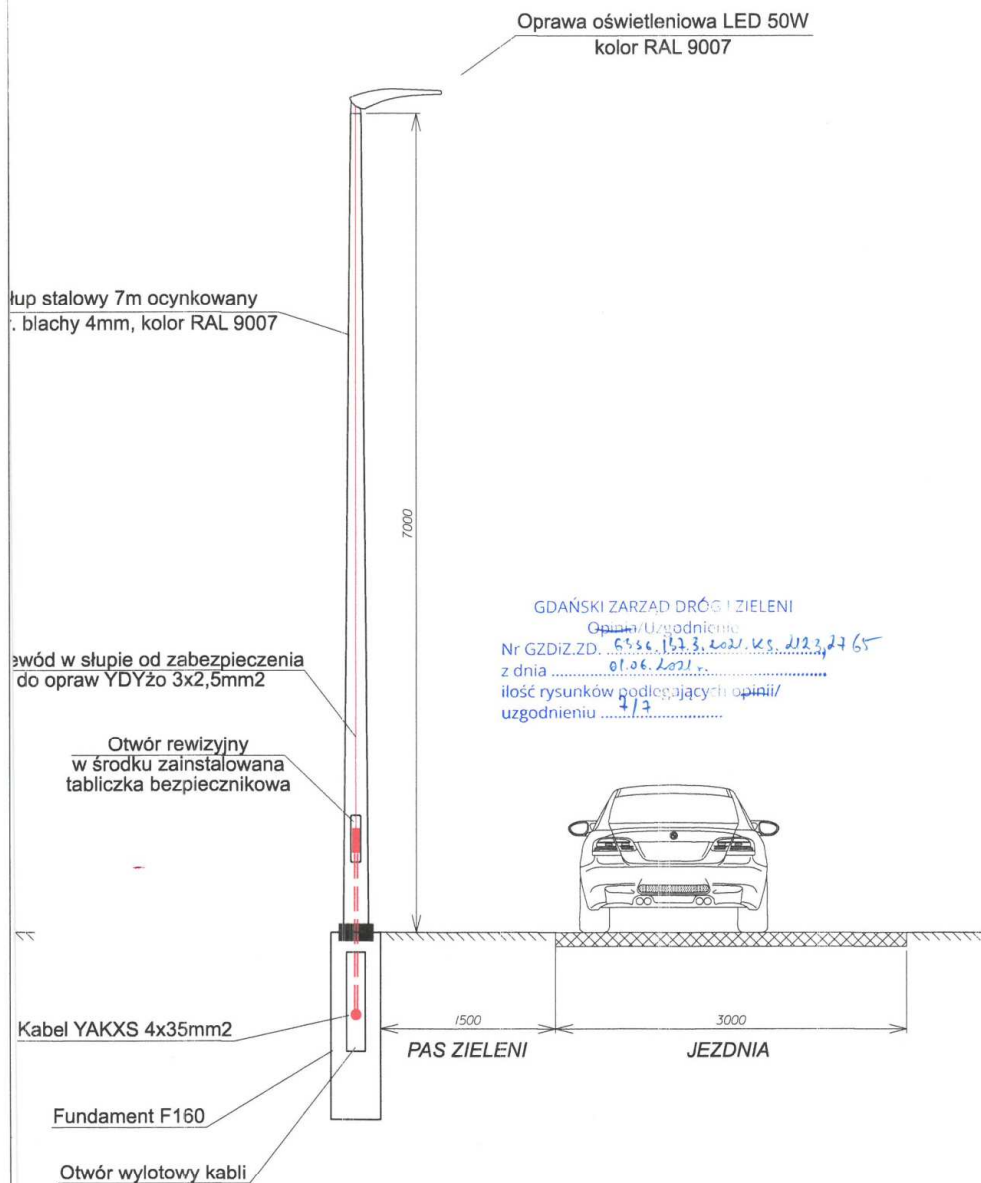 Oprawa oświetleniowa LED 50W
kolor RAL 9007
łup stalowy 7m ocynkowany
. blachy 4mm, kolor RAL 9007
7000
GDAŃSKI ZARZĄD DRÓG I ZIELENI
Opinia/Uzgodnienie
Nr GZDiZ.ZD.
z dnia 01.06.2021 r.
ilość rysunków podlegających opinii/
uzgodnieniu 7/7
ewód w słupie od zabezpieczenia
do opraw YDYżo 3x2,5mm2
Otwór rewizyjny
w środku zainstalowana
tabliczka bezpiecznikowa
Kabel YAKXS 4x35mm2
1500
3000
PAS ZIELENI
JEZDNIA
Fundament F160
Otwór wylotowy kabli